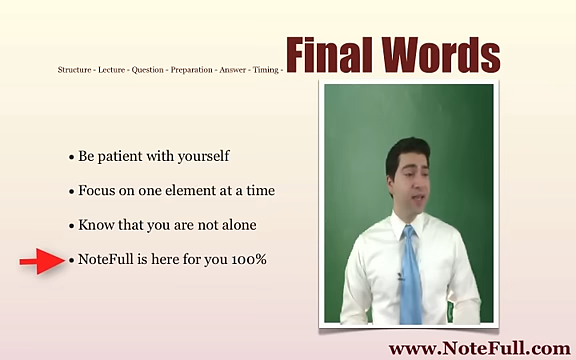 Structure - Lecture - Question - Preparation - Answer - Timing - Final Words
• Be patient with yourself
• Focus on one element at a time
• Know that you are not alone
• NoteFull is here for you 100%
www.NoteFull.com